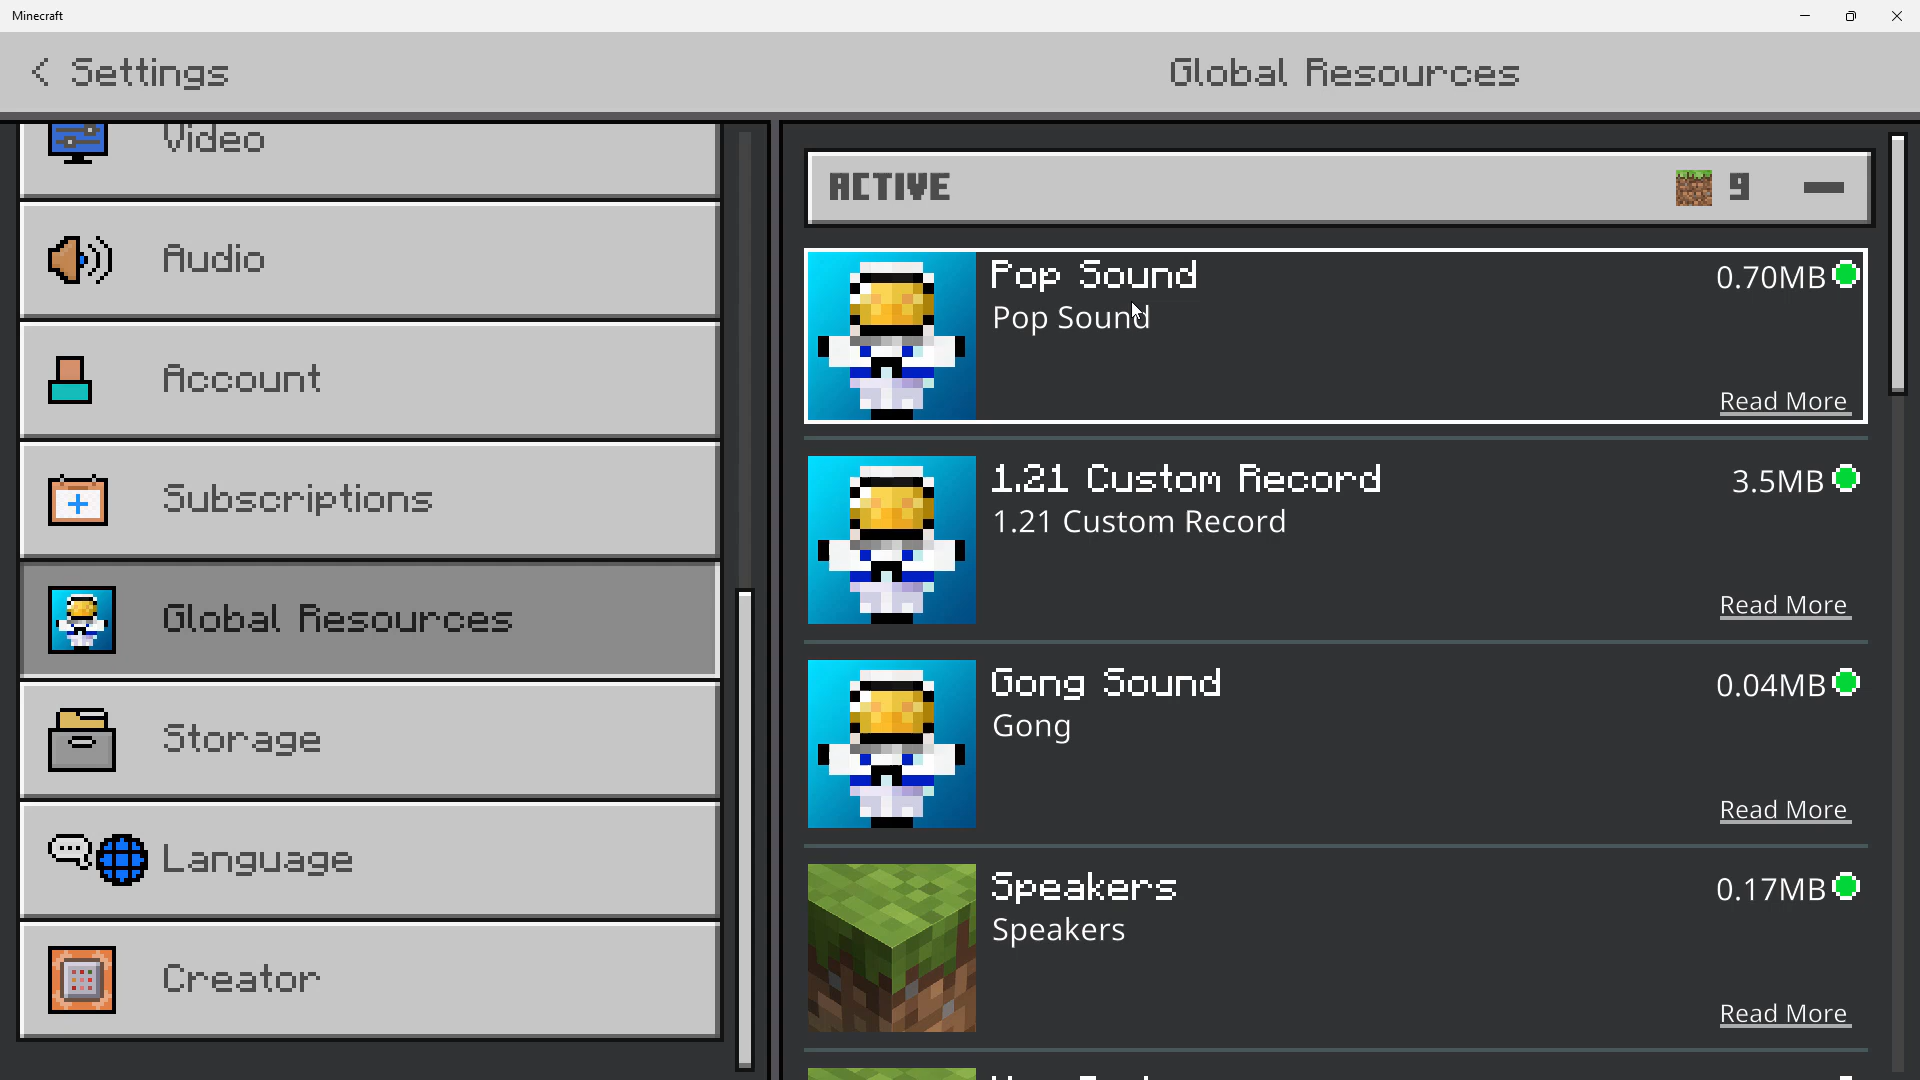 Minecraft
Settings
Global Resources
Video
Audio
Account
Subscriptions
Global Resources
Storage
Language
Creator
ACTIVE
9
Pop Sound
0.70MB
Pop Sound
Read More
1.21 Custom Record
3.5MB
1.21 Custom Record
Read More
Gong Sound
0.04MB
Gong
Read More
Speakers
0.17MB
Speakers
Read More